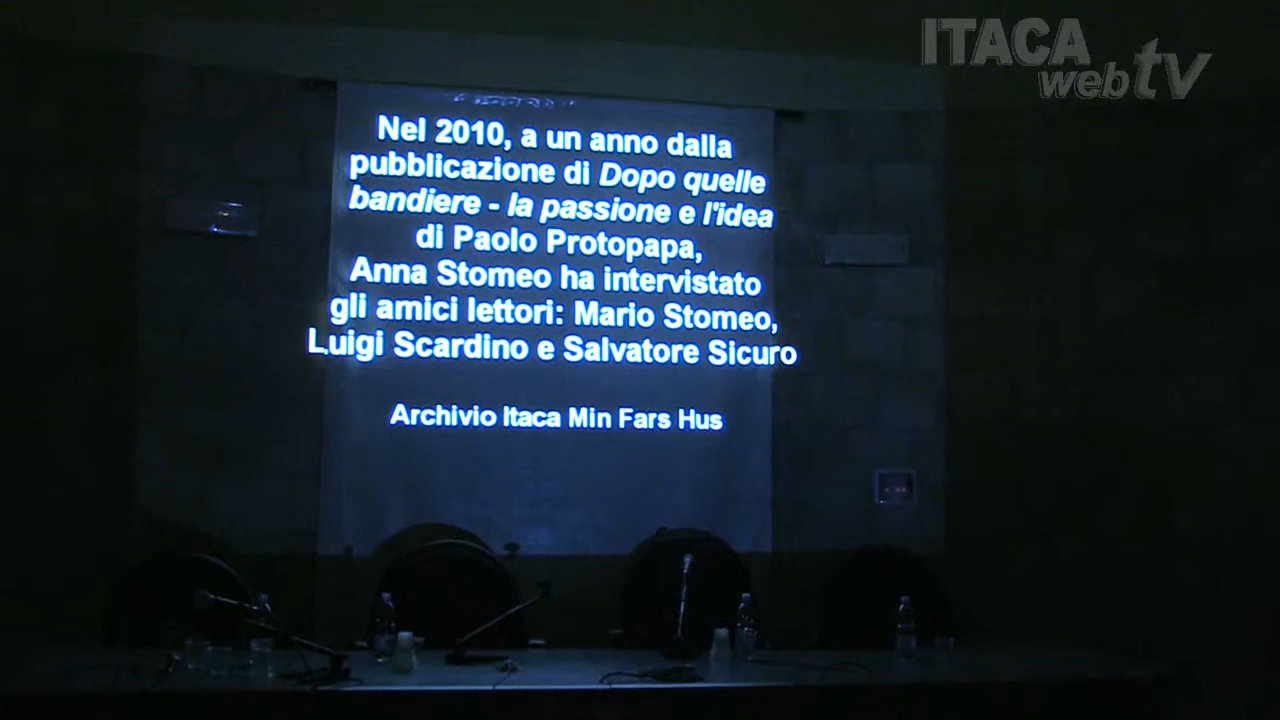 ITACA
webtv
Nel 2010, a un anno dalla
pubblicazione di Dopo quelle
bandiere - la passione e l'idea
di Paolo Protopapa,
Anna Stomeo ha intervistato
gli amici lettori: Mario Stomeo,
Luigi Scardino e Salvatore Sicuro
Archivio Itaca Min Fars Hus